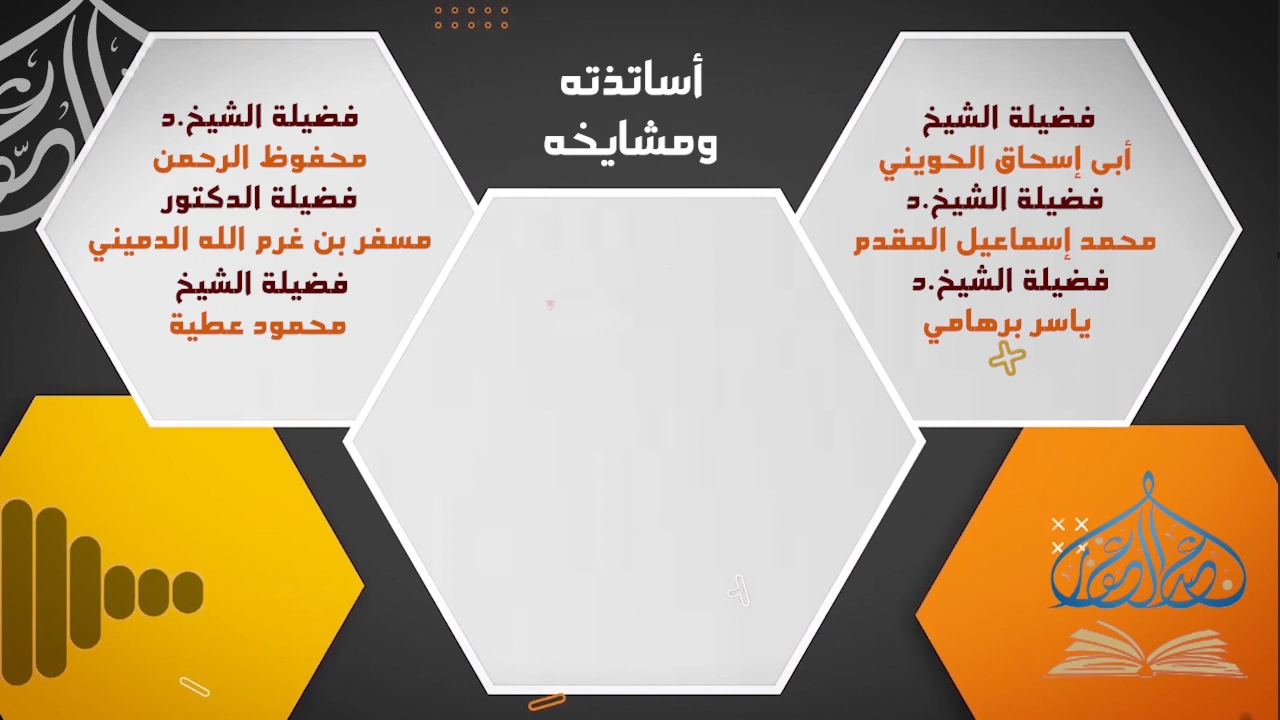 أساتذته
ومشايخه
فضيلة الشيخ
أبى إسحاق الحويني
فضيلة الشيخ.د
محمد إسماعيل المقدم
فضيلة الشيخ.د
ياسر برهامي
فضيلة الشيخ.د
محفوظ الرحمن
فضيلة الدكتور
مسفر بن غرم الله الدميني
فضيلة الشيخ
محمود عطية